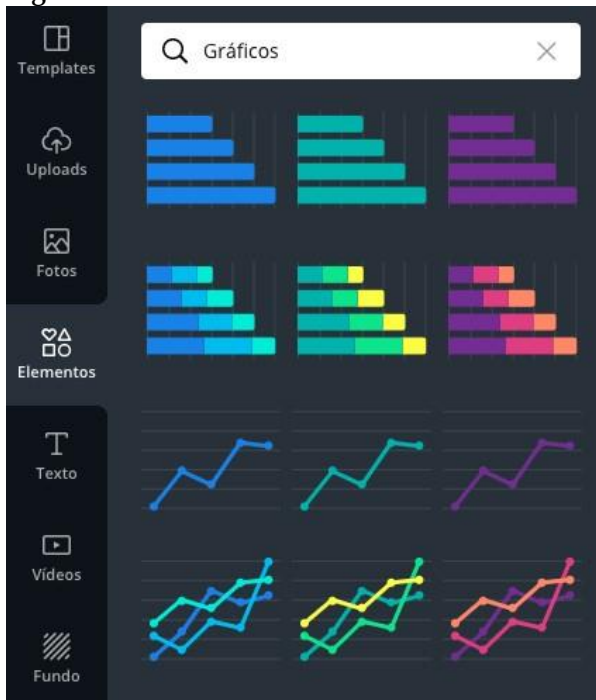 Templates
Gráficos
Uploads
Fotos
Elementos
Texto
Vídeos
Fundo